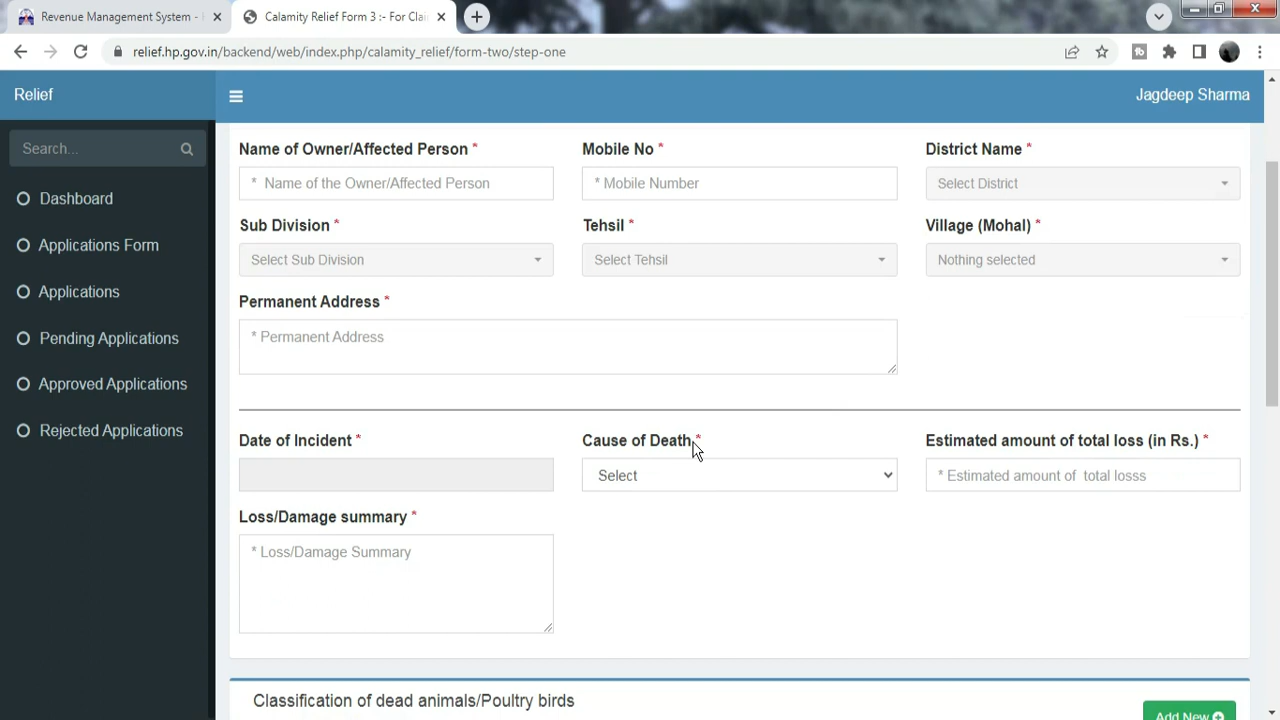 Revenue Management System -
Calamity Relief Form 3 :- For Clai
relief.hp.gov.in/backend/web/index.php/calamity_relief/form-two/step-one
Relief
Jagdeep Sharma
Search...
Dashboard
Applications Form
Applications
Pending Applications
Approved Applications
Rejected Applications
Name of Owner/Affected Person *
Mobile No *
District Name *
* Name of the Owner/Affected Person
* Mobile Number
Select District
Sub Division *
Tehsil *
Village (Mohal) *
Select Sub Division
Select Tehsil
Nothing selected
Permanent Address *
* Permanent Address
Date of Incident *
Cause of Death *
Estimated amount of total loss (in Rs.) *
Select
* Estimated amount of total losss
Loss/Damage summary *
* Loss/Damage Summary
Classification of dead animals/Poultry birds
Add New